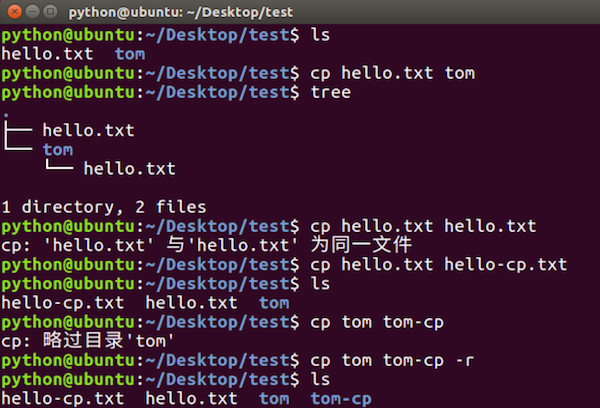 python@ubuntu: ~/Desktop/test
python@ubuntu:~/Desktop/test$ ls
hello.txt  tom
python@ubuntu:~/Desktop/test$ cp hello.txt tom
python@ubuntu:~/Desktop/test$ tree
.
├── hello.txt
└── tom
    └── hello.txt
1 directory, 2 files
python@ubuntu:~/Desktop/test$ cp hello.txt hello.txt
cp: 'hello.txt' 与'hello.txt' 为同一文件
python@ubuntu:~/Desktop/test$ cp hello.txt hello-cp.txt
python@ubuntu:~/Desktop/test$ ls
hello-cp.txt  hello.txt  tom
python@ubuntu:~/Desktop/test$ cp tom tom-cp
cp: 略过目录'tom'
python@ubuntu:~/Desktop/test$ cp tom tom-cp -r
python@ubuntu:~/Desktop/test$ ls
hello-cp.txt  hello.txt  tom  tom-cp